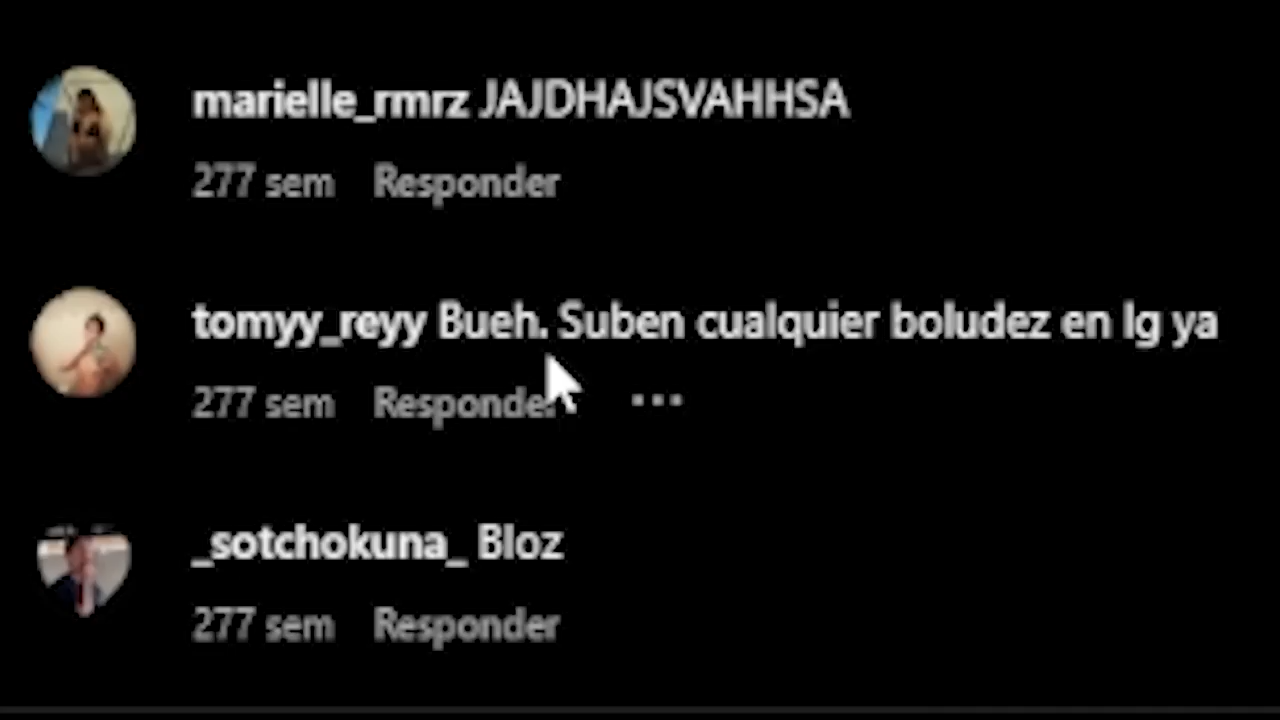 marielle_rmrz JAJDHAJSVAHHSA
277 sem Responder
tomyy_reyy Bueh. Suben cualquier boludez en Ig ya
277 sem Responder ...
_sotchokuna_ Bloz
277 sem Responder